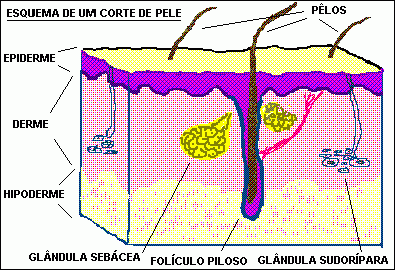 ESQUEMA DE UM CORTE DE PELE
PÊLOS
EPIDERME
DERME
HIPODERME
GLÂNDULA SEBÁCEA
FOLÍCULO PILOSO
GLÂNDULA SUDORÍPARA